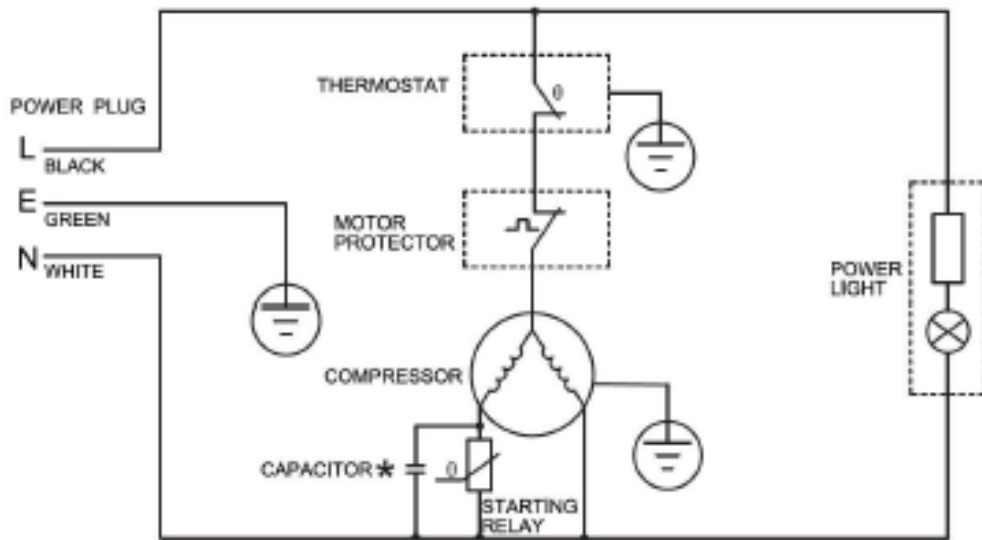 THERMOSTAT
POWER PLUG
L
BLACK
E
GREEN
N
WHITE
MOTOR
PROTECTOR
POWER
LIGHT
COMPRESSOR
CAPACITOR *
STARTING
RELAY
θ
θ